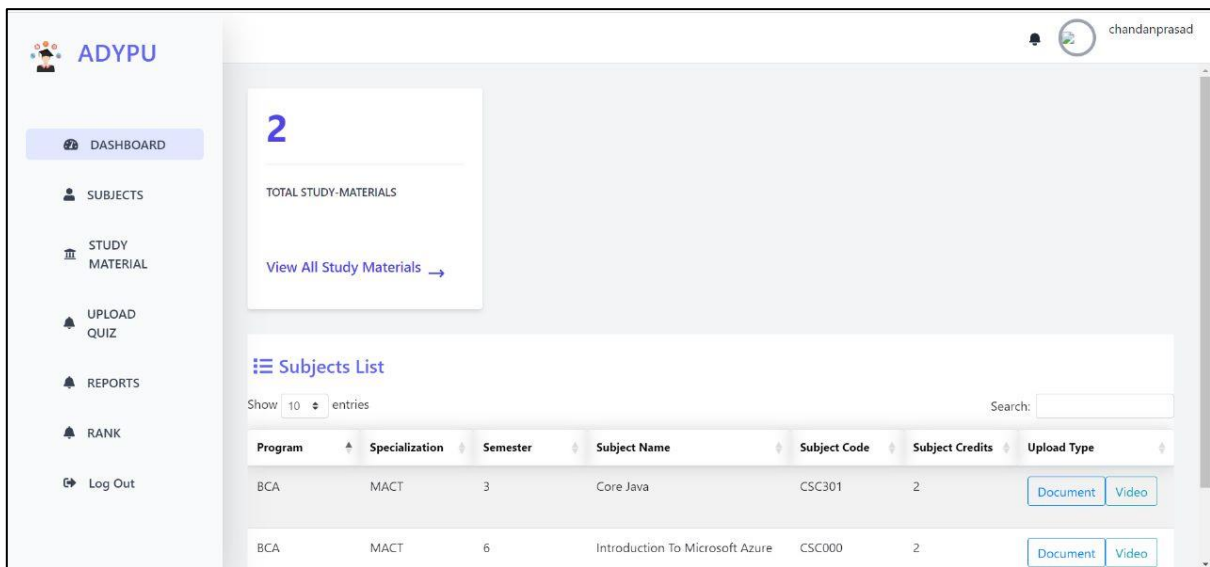 ADYPU
chandanprasad
DASHBOARD
SUBJECTS
STUDY
MATERIAL
UPLOAD
QUIZ
REPORTS
RANK
Log Out
2
TOTAL STUDY-MATERIALS
View All Study Materials →
Subjects List
Show 10 entries Search:
Program Specialization Semester Subject Name Subject Code Subject Credits Upload Type
BCA MACT 3 Core Java CSC301 2 Document Video
BCA MACT 6 Introduction To Microsoft Azure CSC000 2 Document Video